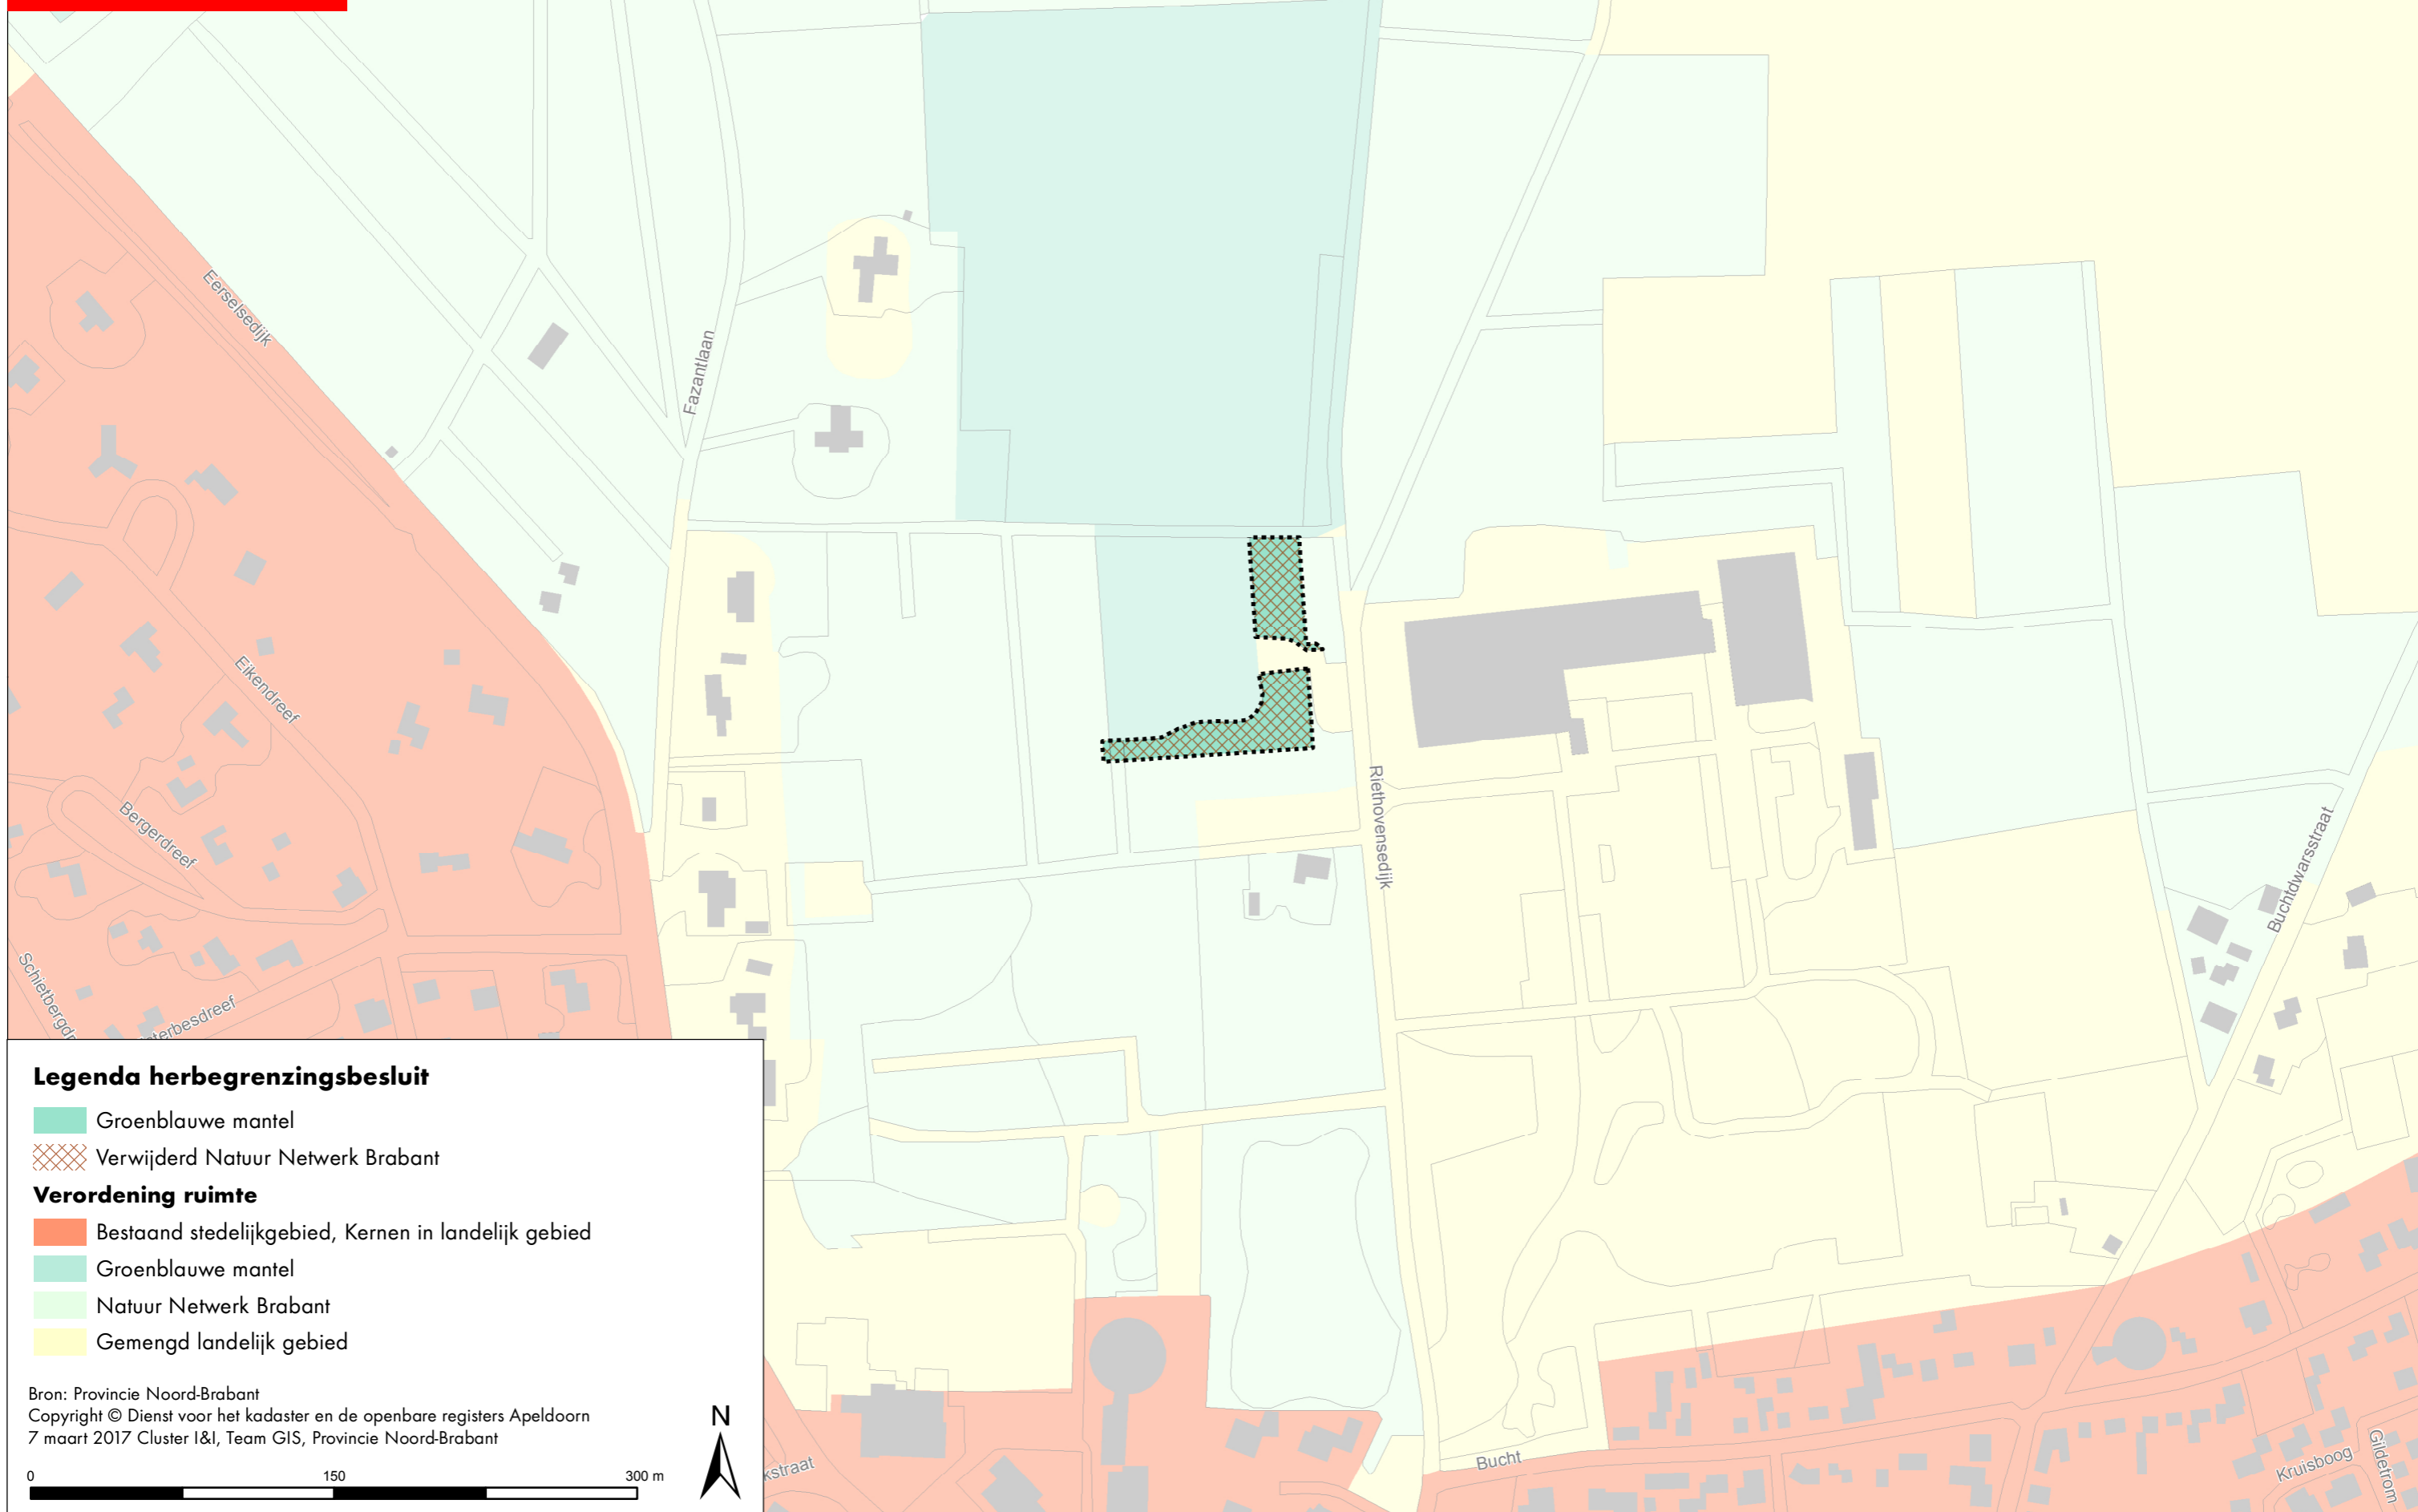 Eerselsedijk
Fazantlaan
Eikendreef
Bergerdreef
Riethovensedijk
Buchtdwarsstraat
Bucht
Kruisboog
Legenda herbegrenzingsbesluit
Groenblauwe mantel
Verwijderd Natuur Netwerk Brabant
Verordening ruimte
Bestaand stedelijkgebied, Kernen in landelijk gebied
Groenblauwe mantel
Natuur Netwerk Brabant
Gemengd landelijk gebied
Bron: Provincie Noord-Brabant
Copyright © Dienst voor het kadaster en de openbare registers Apeldoorn
7 maart 2017 Cluster I&I, Team GIS, Provincie Noord-Brabant
0 150 300 m
N